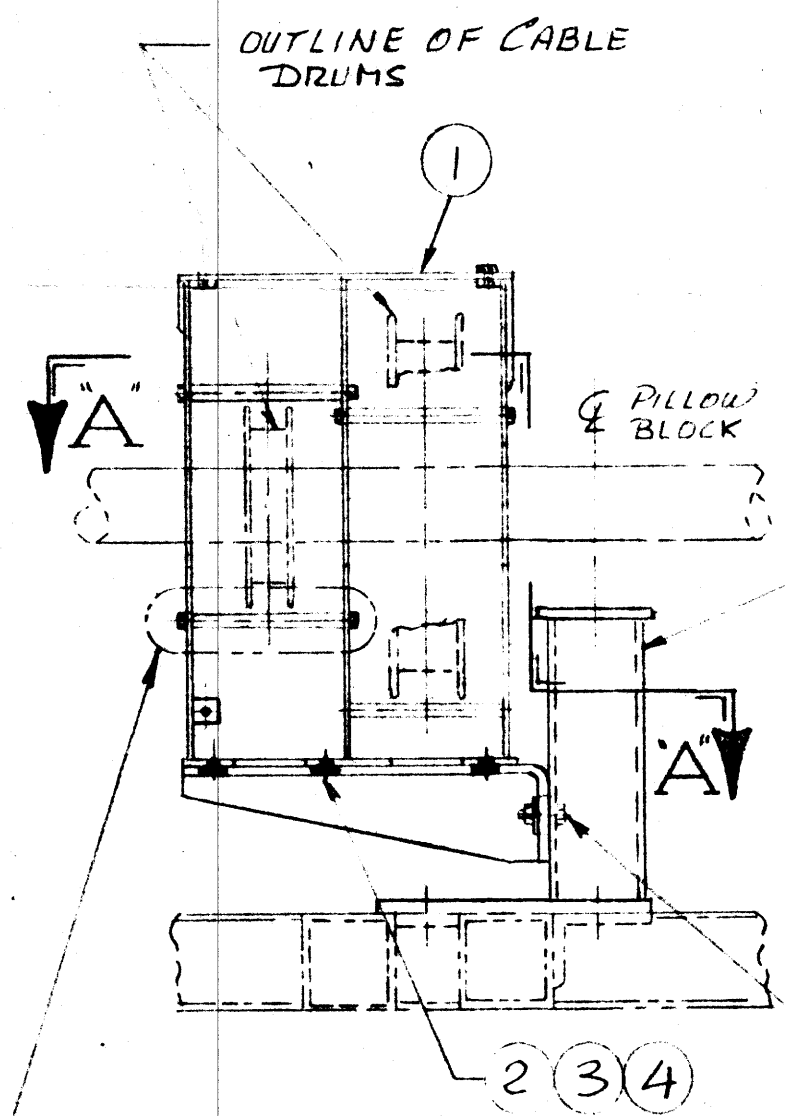 OUTLINE OF CABLE
DRUMS
1
"A"
℄ PILLOW
BLOCK
"A"
2 3 4